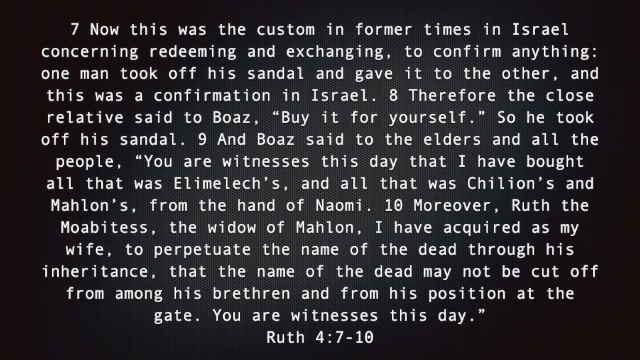 7 Now this was the custom in former times in Israel
concerning redeeming and exchanging, to confirm anything:
one man took off his sandal and gave it to the other, and
this was a confirmation in Israel. 8 Therefore the close
relative said to Boaz, “Buy it for yourself.” So he took
off his sandal. 9 And Boaz said to the elders and all the
people, “You are witnesses this day that I have bought
all that was Elimelech’s, and all that was Chilion’s and
Mahlon’s, from the hand of Naomi. 10 Moreover, Ruth the
Moabitess, the widow of Mahlon, I have acquired as my
wife, to perpetuate the name of the dead through his
inheritance, that the name of the dead may not be cut off
from among his brethren and from his position at the
gate. You are witnesses this day.”
Ruth 4:7-10